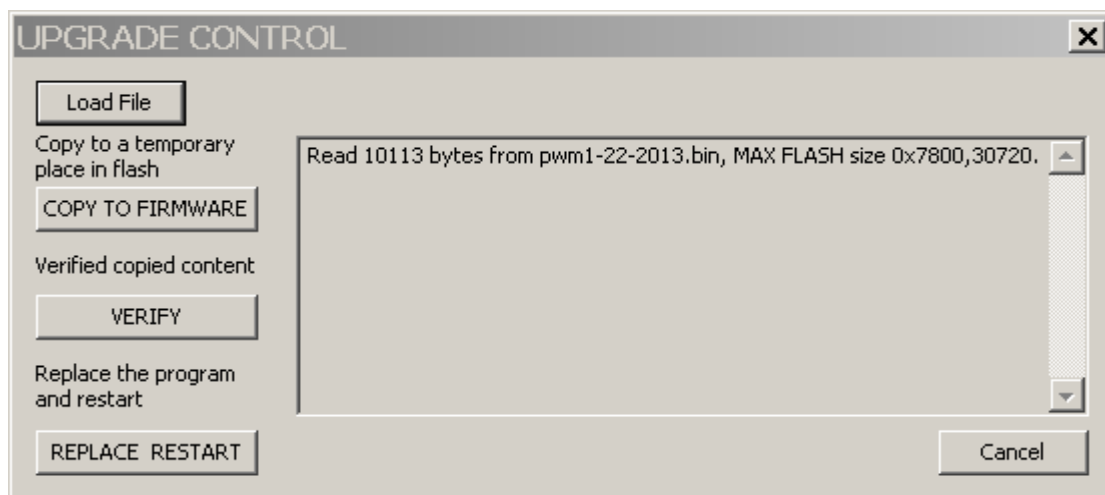 UPGRADE CONTROL
Load File
Copy to a temporary
place in flash
COPY TO FIRMWARE
Verified copied content
VERIFY
Replace the program
and restart
REPLACE RESTART
Read 10113 bytes from pwm1-22-2013.bin, MAX FLASH size 0x7800,30720.
Cancel